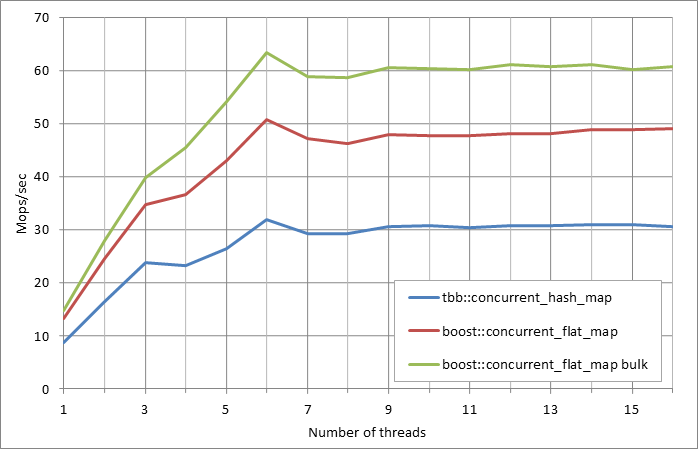 70
60
50
40
30
20
10
0
Mops/sec
tbb::concurrent_hash_map
boost::concurrent_flat_map
boost::concurrent_flat_map bulk
1 3 5 7 9 11 13 15
Number of threads